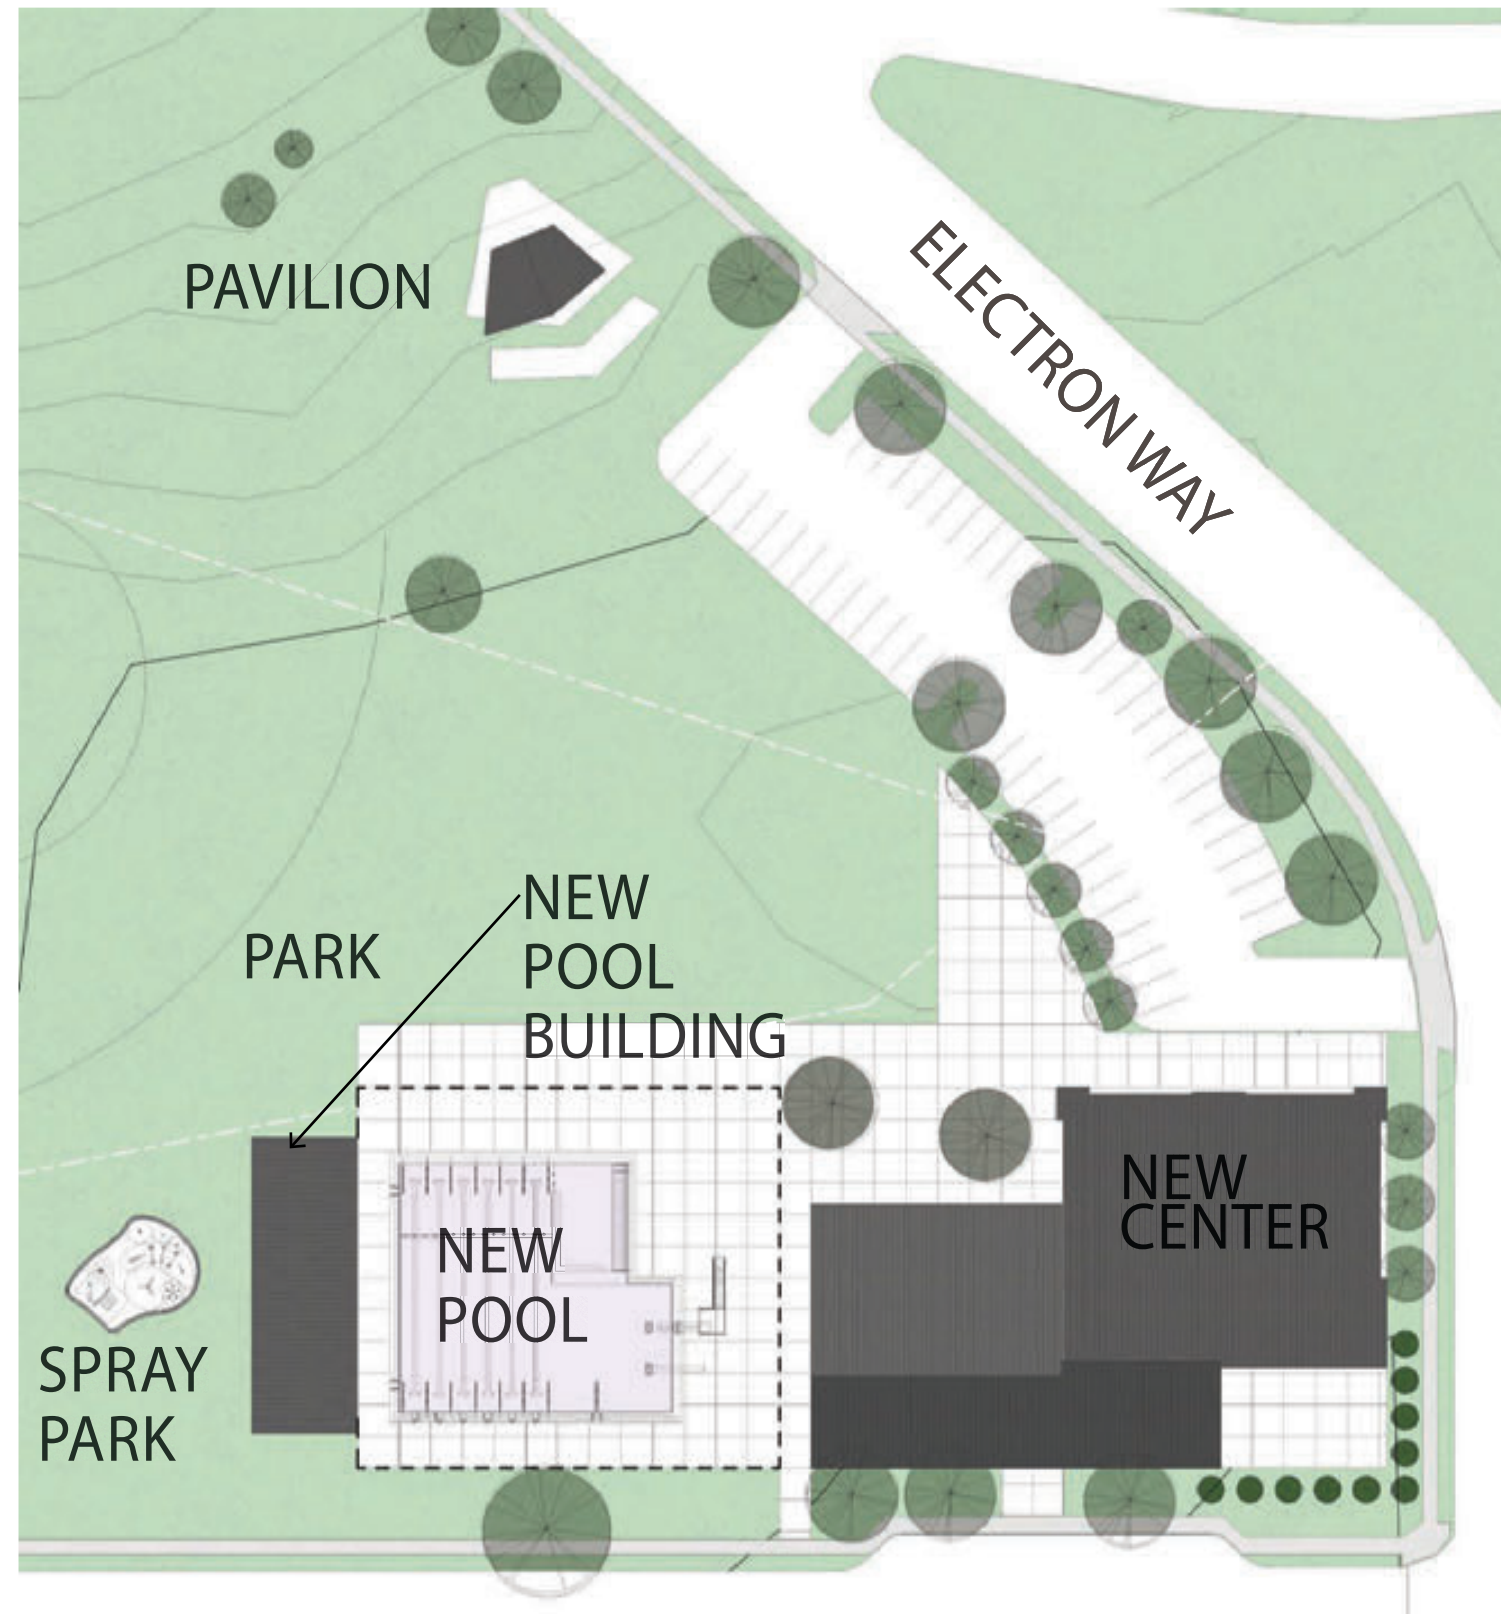 PAVILION
ELECTRON WAY
PARK
NEW
POOL
BUILDING
NEW
CENTER
NEW
POOL
SPRAY
PARK